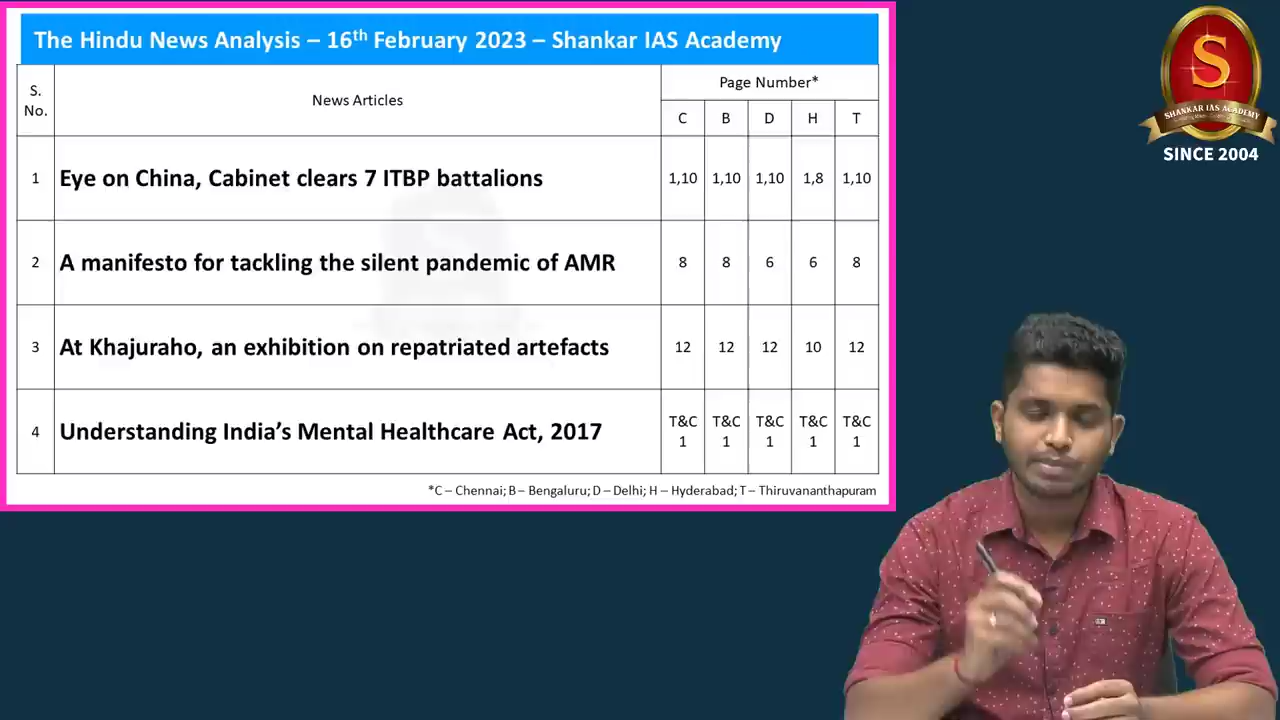 The Hindu News Analysis – 16th February 2023 – Shankar IAS Academy
S. No.
News Articles
Page Number*
C B D H T
1 Eye on China, Cabinet clears 7 ITBP battalions 1,10 1,10 1,10 1,8 1,10
2 A manifesto for tackling the silent pandemic of AMR 8 8 6 6 8
3 At Khajuraho, an exhibition on repatriated artefacts 12 12 12 10 12
4 Understanding India’s Mental Healthcare Act, 2017 T&C 1 T&C 1 T&C 1 T&C 1 T&C 1
*C – Chennai; B – Bengaluru; D – Delhi; H – Hyderabad; T – Thiruvananthapuram
S
SHANKAR IAS ACADEMY
SINCE 2004